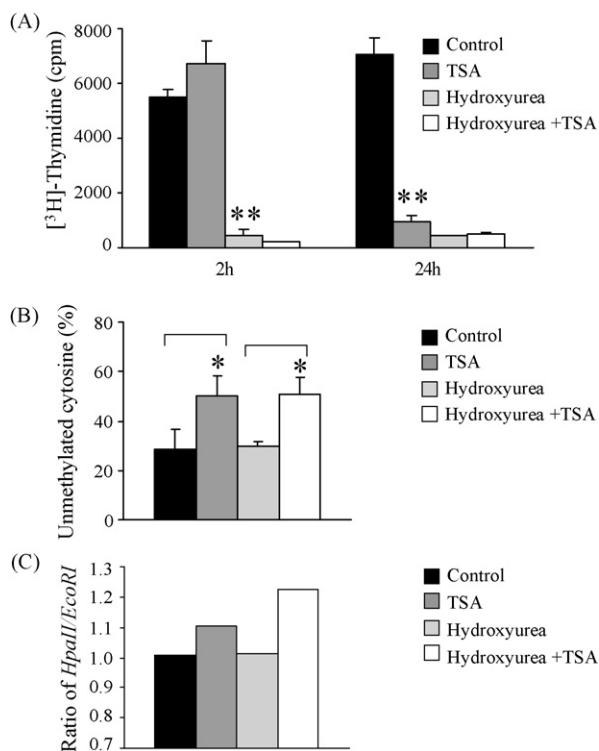 (A)
[³H]-Thymidine (cpm)
8000
6000
4000
2000
0
**
**
2h
24h
Control
TSA
Hydroxyurea
Hydroxyurea +TSA
(B)
Unmethylated cytosine (%)
80
60
40
20
0
*
*
Control
TSA
Hydroxyurea
Hydroxyurea +TSA
(C)
Ratio of HpaII/EcoRI
1.3
1.2
1.1
1.0
0.9
0.8
0.7
Control
TSA
Hydroxyurea
Hydroxyurea +TSA